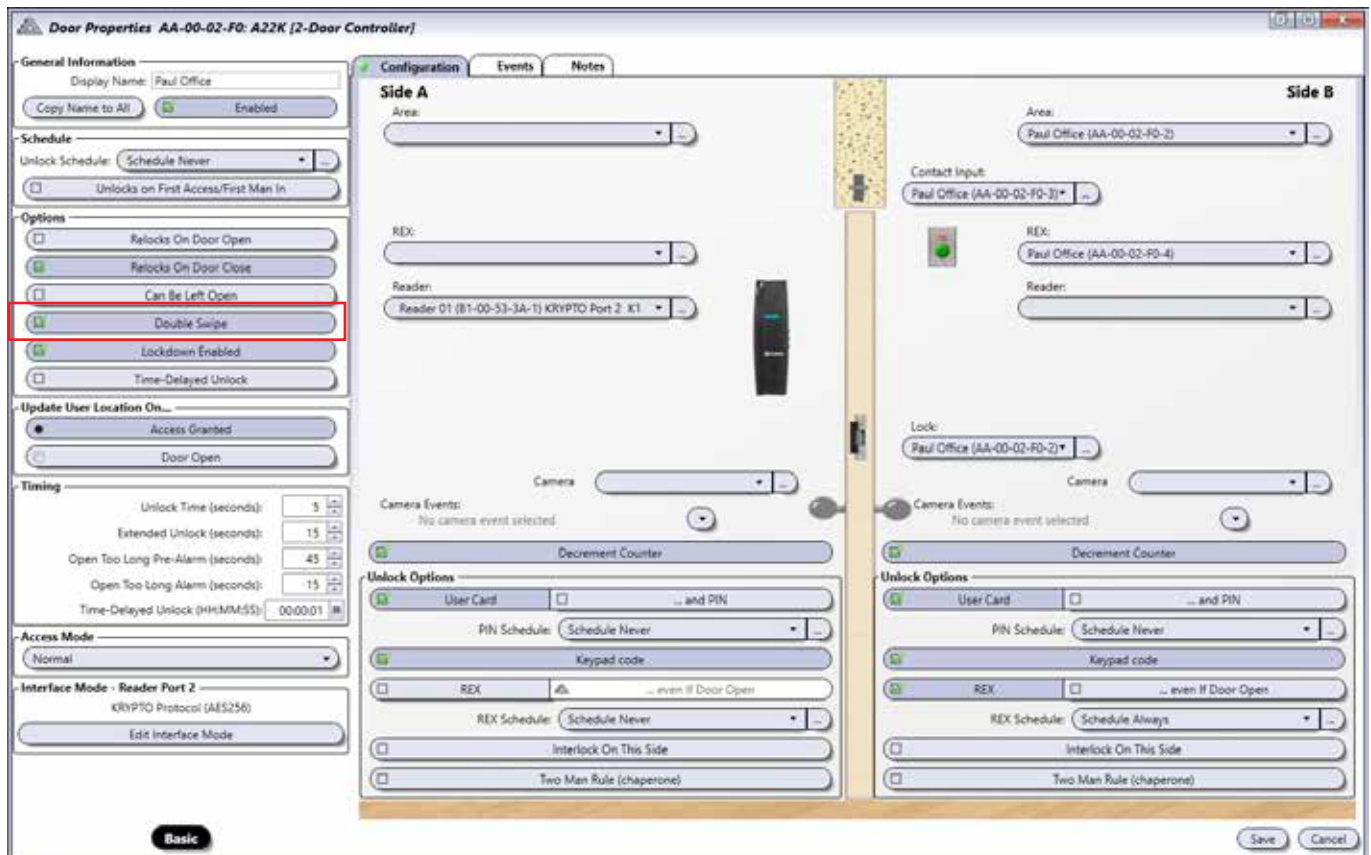 Door Properties AA-00-02-F0: A22K [2-Door Controller]
General Information
Display Name: Paul Office
Copy Name to All Enabled
Schedule
Unlock Schedule: Schedule Never ...
Unlocks on First Access/First Man In
Options
Relocks On Door Open
Relocks On Door Close
Can Be Left Open
Double Swipe
Lockdown Enabled
Time-Delayed Unlock
Update User Location On...
Access Granted
Door Open
Timing
Unlock Time (seconds): 5
Extended Unlock (seconds): 15
Open Too Long Pre-Alarm (seconds): 45
Open Too Long Alarm (seconds): 15
Time-Delayed Unlock (HH:MM:SS): 00:00:01
Access Mode
Normal
Interface Mode - Reader Port 2
KRYPTO Protocol (AES256)
Edit Interface Mode
Basic
Configuration Events Notes
Side A
Area:
...
REX:
...
Reader:
Reader 01 (B1-00-53-3A-1) KRYPTO Port 2 K1 ...
Camera ...
Camera Events:
No camera event selected
Decrement Counter
Unlock Options
User Card ... and PIN
PIN Schedule: Schedule Never ...
Keypad code
REX ... even If Door Open
REX Schedule: Schedule Never ...
Interlock On This Side
Two Man Rule (chaperone)
Side B
Area:
Paul Office (AA-00-02-F0-2) ...
Contact Input:
Paul Office (AA-00-02-F0-3) ...
REX:
Paul Office (AA-00-02-F0-4) ...
Reader:
...
Lock:
Paul Office (AA-00-02-F0-2) ...
Camera ...
Camera Events:
No camera event selected
Decrement Counter
Unlock Options
User Card ... and PIN
PIN Schedule: Schedule Never ...
Keypad code
REX ... even If Door Open
REX Schedule: Schedule Always ...
Interlock On This Side
Two Man Rule (chaperone)
Save Cancel